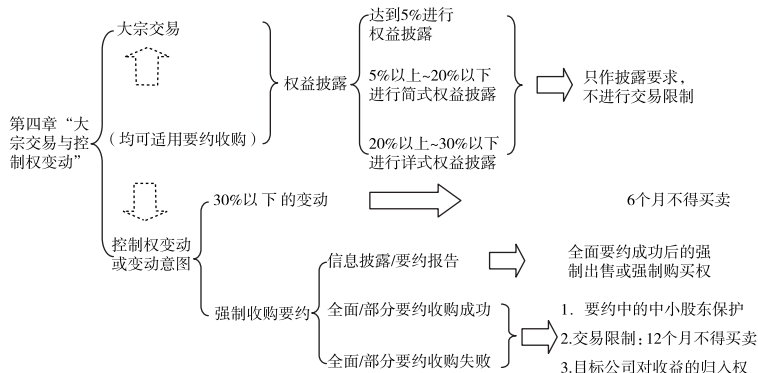 第四章“大
宗交易与控
制权变动”
大宗交易
（均可适用要约收购）
控制权变动
或变动意图
权益披露
达到5%进行
权益披露
5%以上~20%以下
进行简式权益披露
20%以上~30%以下
进行详式权益披露
只作披露要求，
不进行交易限制
30%以下的变动
6个月不得买卖
强制收购要约
信息披露/要约报告
全面要约成功后的强
制出售或强制购买权
全面/部分要约收购成功
全面/部分要约收购失败
1. 要约中的中小股东保护
2.交易限制：12个月不得买卖
3.目标公司对收益的归入权